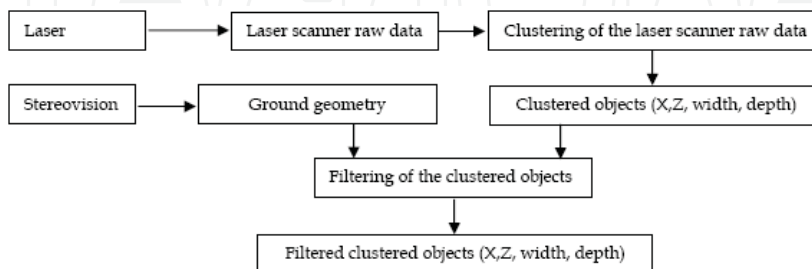 Laser
Laser scanner raw data
Clustering of the laser scanner raw data
Stereovision
Ground geometry
Clustered objects (X,Z, width, depth)
Filtering of the clustered objects
Filtered clustered objects (X,Z, width, depth)